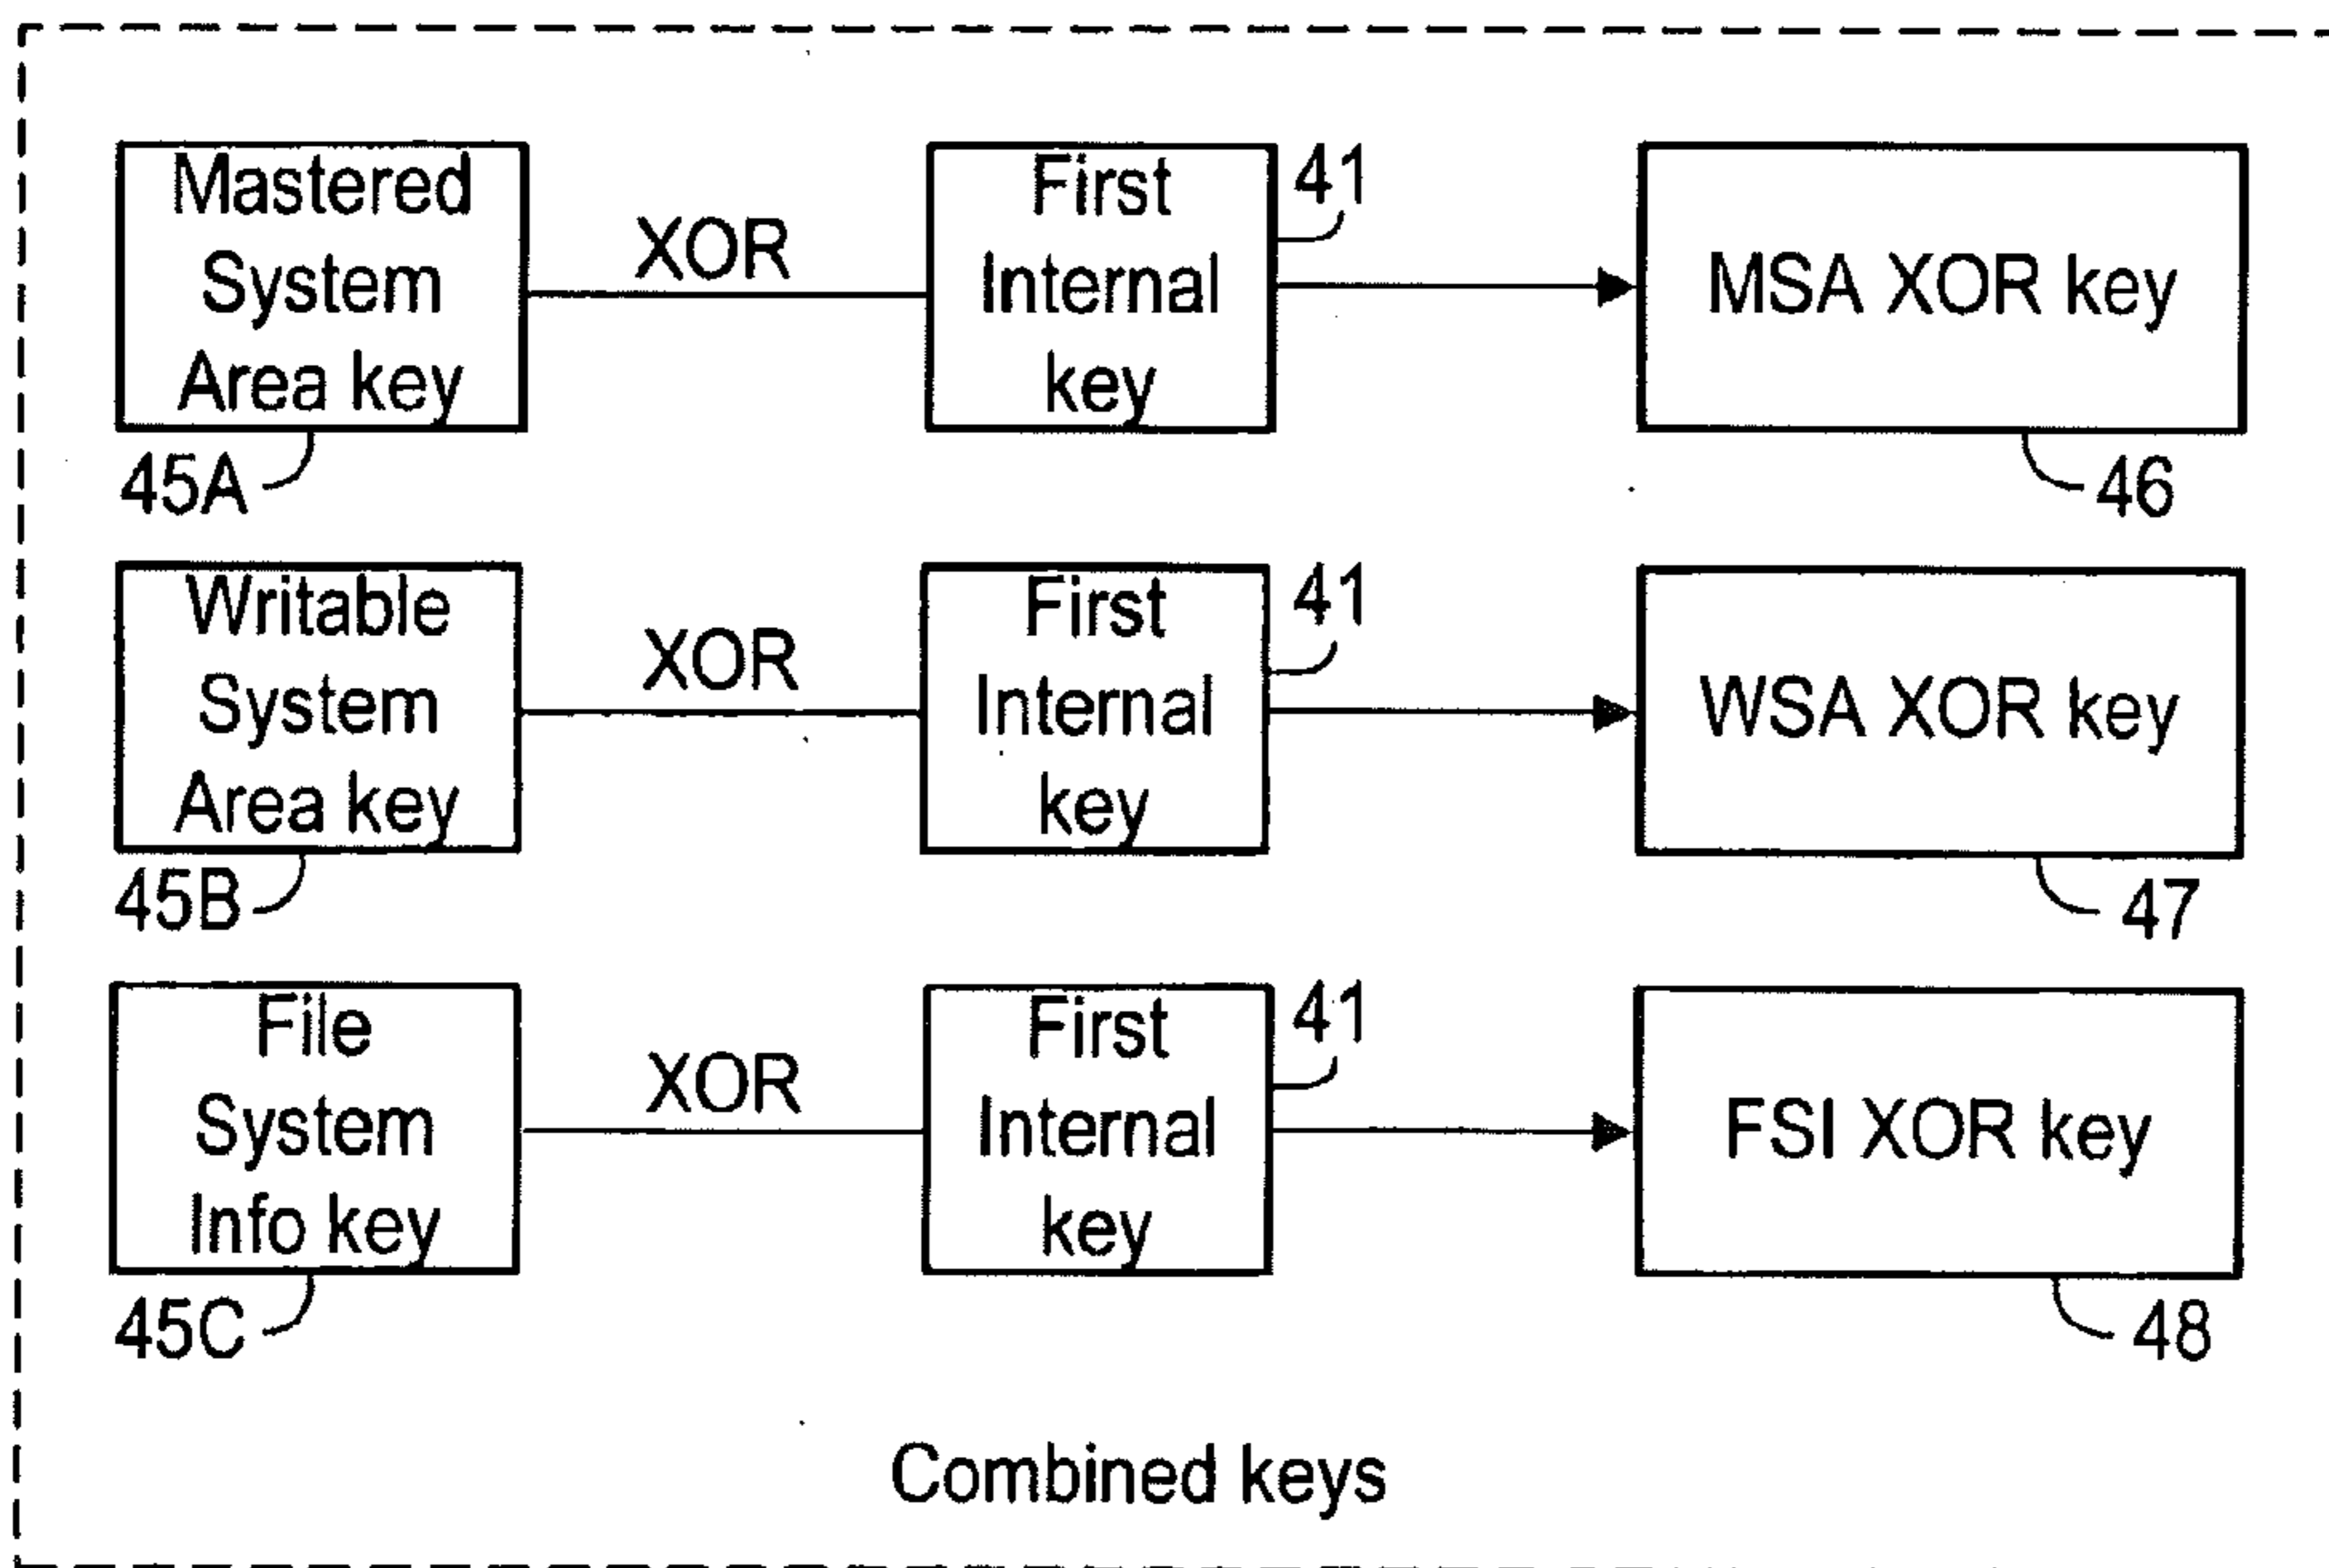 Mastered
System
Area key
XOR
First
Internal
key
41
MSA XOR key
45A
46
Writable
System
Area key
XOR
First
Internal
key
41
WSA XOR key
45B
47
File
System
Info key
XOR
First
Internal
key
41
FSI XOR key
45C
48
Combined keys